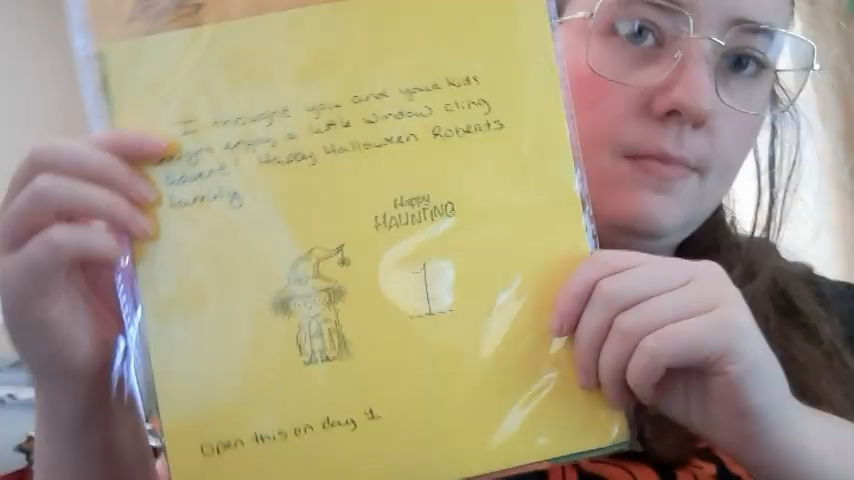 I thought you and your kids
might enjoy a little window cling
advent! Happy Halloween Roberts
family
Happy
HAUNTING
1
Open this on day 1